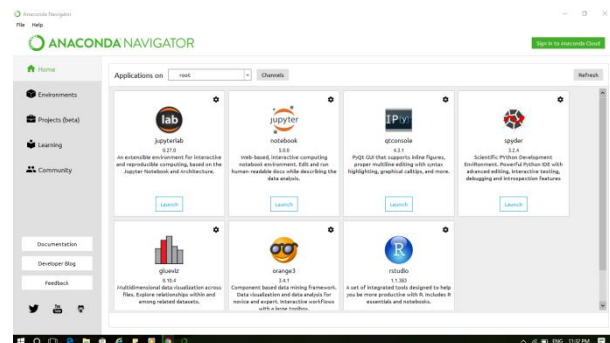 Anaconda Navigator
File Help
ANACONDA NAVIGATOR
Sign in to Anaconda Cloud
Home
Environments
Projects (beta)
Learning
Community
Documentation
Developer Blog
Feedback
Applications on root Channels
Refresh
lab
jupyterlab
0.27.0
An extensible environment for interactive
and reproducible computing, based on the
Jupyter Notebook and Architecture.
Launch
jupyter
notebook
5.0.0
Web-based, interactive computing
notebook environment. Edit and run
human-readable docs while describing the
data analysis.
Launch
IP[y]:
qtconsole
4.3.1
PyQt GUI that supports inline figures,
proper multiline editing with syntax
highlighting, graphical calltips, and more.
Launch
spyder
3.2.4
Scientific PYthon Development
EnviRonment. Powerful Python IDE with
advanced editing, interactive testing,
debugging and introspection features
Launch
glueviz
0.10.4
Multidimensional data visualization across
files. Explore relationships within and
among related datasets.
orange3
3.4.1
Component based data mining framework.
Data visualization and data analysis for
novice and expert. Interactive workflows
with a large toolbox.
R
rstudio
1.1.383
A set of integrated tools designed to help
you be more productive with R. Includes R
essentials and notebooks.
You
Tube
ENG 11:32 PM